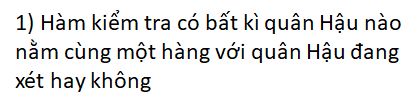 1) Hàm kiểm tra có bất kì quân Hậu nào
nằm cùng một hàng với quân Hậu đang
xét hay không